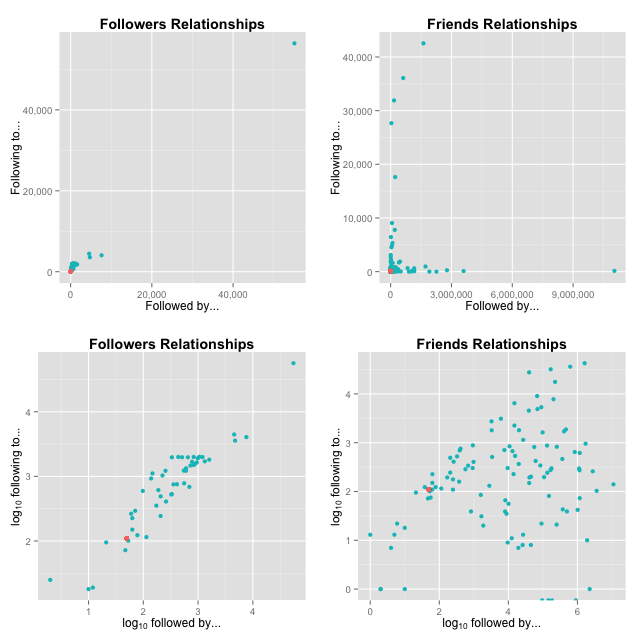 Followers Relationships
Following to...
40,000
20,000
0
0
20,000
40,000
Followed by...
Friends Relationships
Following to...
40,000
30,000
20,000
10,000
0
0
3,000,000
6,000,000
9,000,000
Followed by...
Followers Relationships
log10 following to...
4
3
2
1
2
3
4
log10 followed by...
Friends Relationships
log10 following to...
4
3
2
1
0
0
2
4
6
log10 followed by...